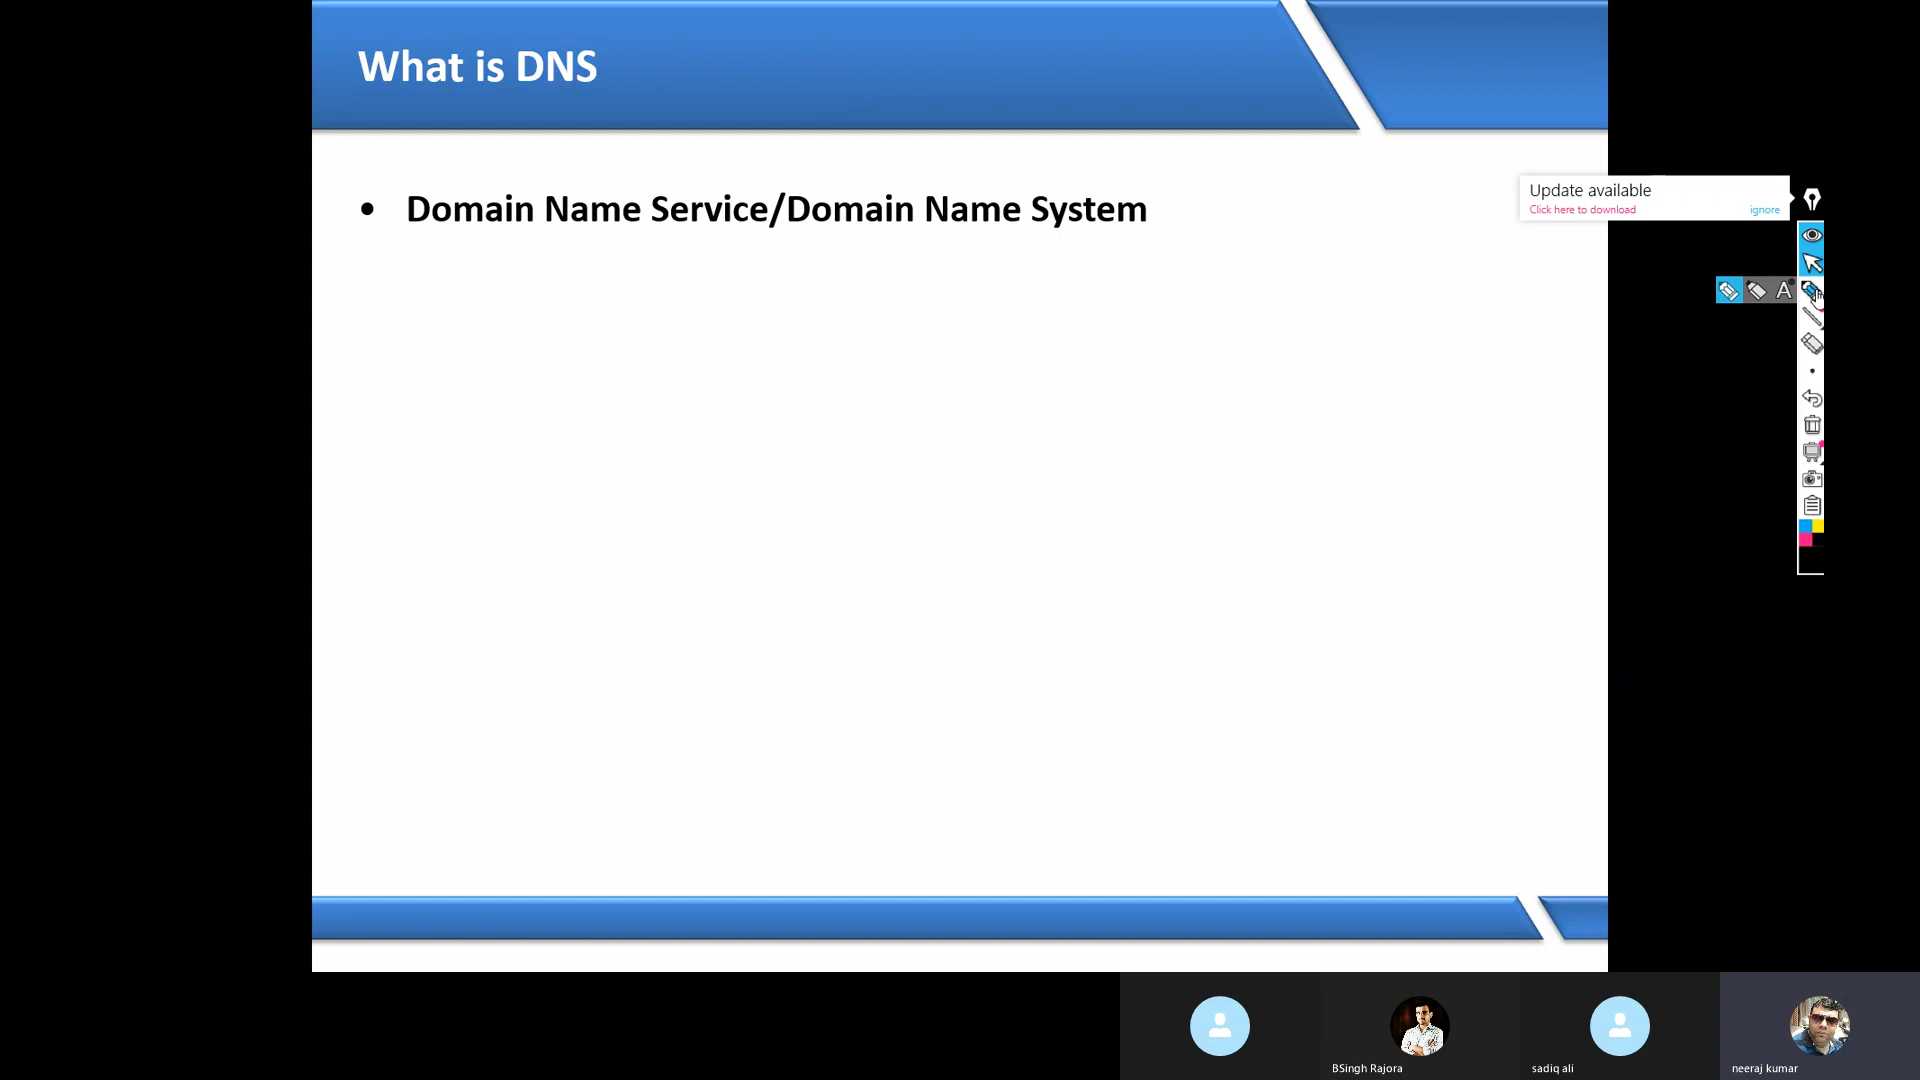 What is DNS
• Domain Name Service/Domain Name System
Update available
Click here to download
ignore
A
BSingh Rajora
sadiq ali
neeraj kumar